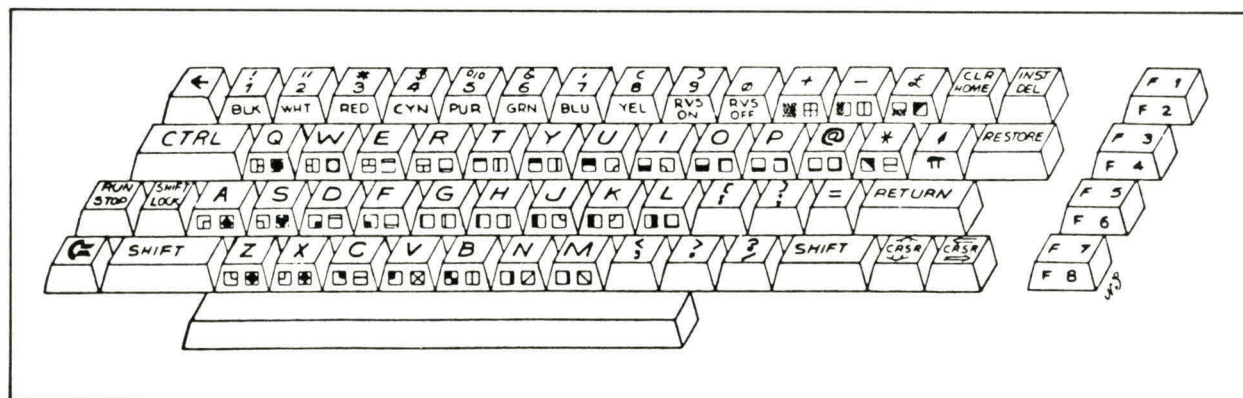 ← ! " # $ % & ' ( ) CLR INST F 1
1 2 3 4 5 6 7 8 9 0 + - £ HOME DEL
BLK WHT RED CYN PUR GRN BLU YEL RVS ON RVS OFF F 2
CTRL Q W E R T Y U I O P @ * ↑ RESTORE F 3
π F 4
RUN STOP SHIFT LOCK A S D F G H J K L [ : ] ; = RETURN F 5
F 6
C= SHIFT Z X C V B N M < , > . ? / SHIFT CRSR CRSR F 7
F 8